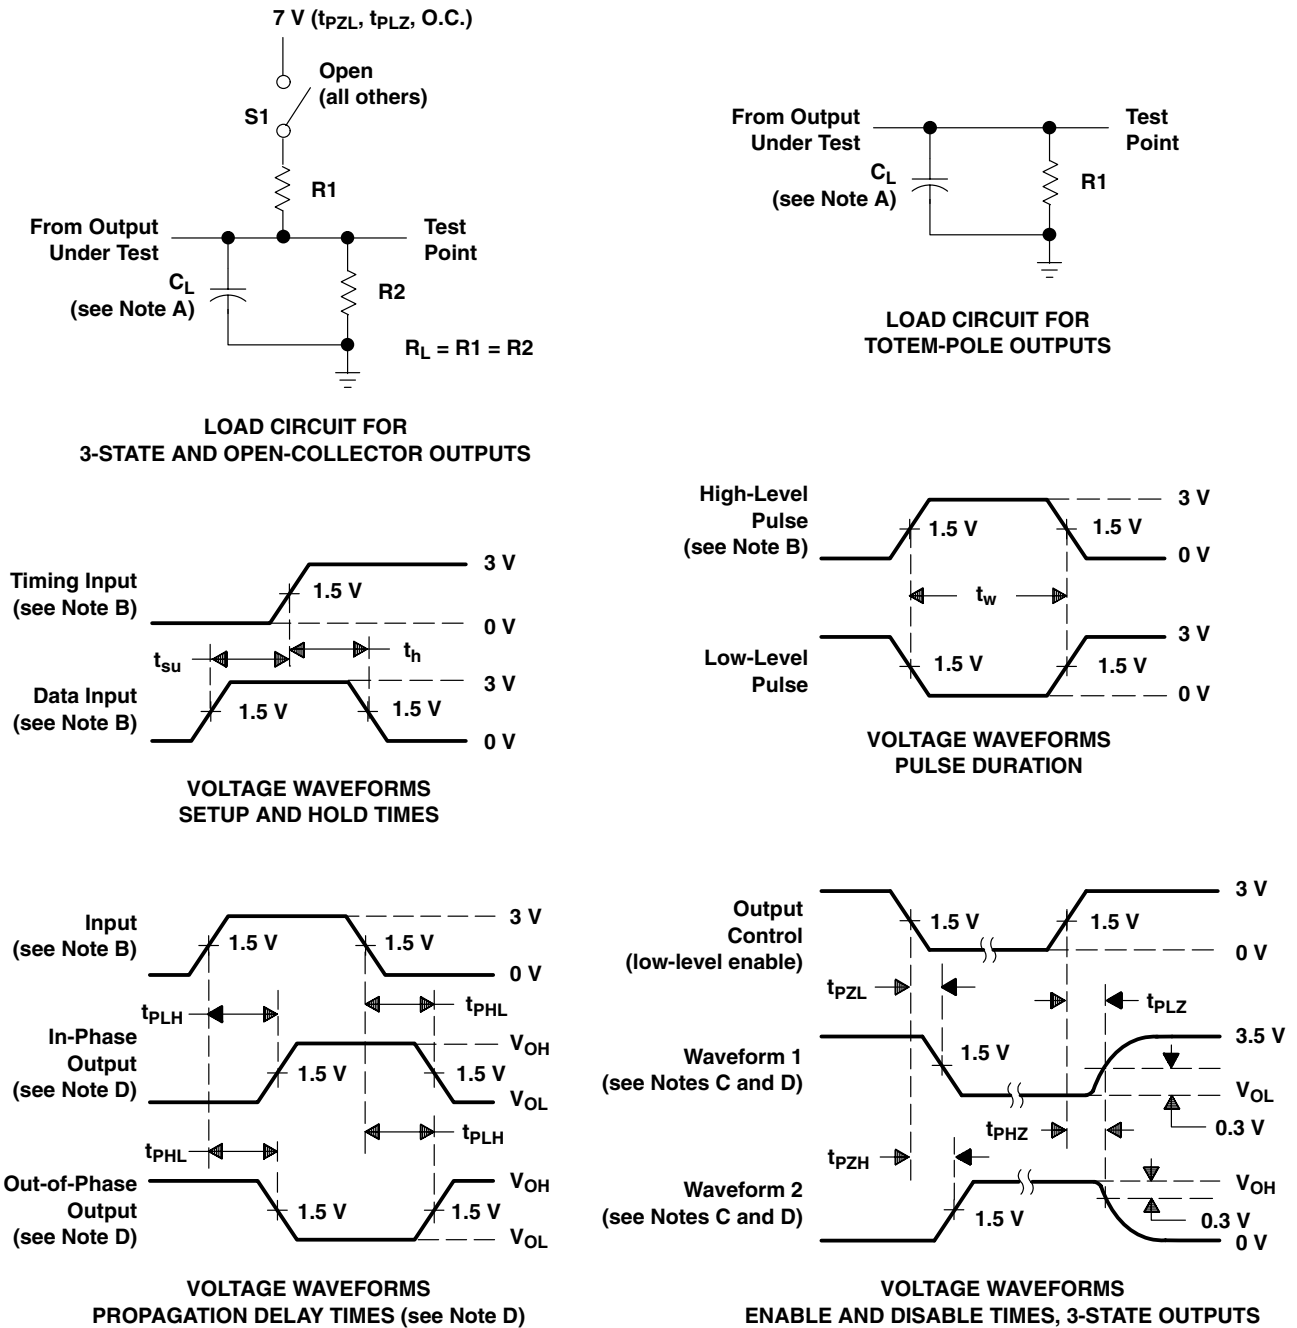 7 V (tPZL, tPLZ, O.C.)
Open
(all others)
S1
R1
From Output
Under Test
Test
Point
CL
(see Note A)
R2
RL = R1 = R2
LOAD CIRCUIT FOR
3-STATE AND OPEN-COLLECTOR OUTPUTS
From Output
Under Test
Test
Point
CL
(see Note A)
R1
LOAD CIRCUIT FOR
TOTEM-POLE OUTPUTS
Timing Input
(see Note B)
1.5 V
3 V
0 V
tsu
th
Data Input
(see Note B)
1.5 V
1.5 V
3 V
0 V
VOLTAGE WAVEFORMS
SETUP AND HOLD TIMES
High-Level
Pulse
(see Note B)
1.5 V
1.5 V
3 V
0 V
tw
Low-Level
Pulse
1.5 V
1.5 V
3 V
0 V
VOLTAGE WAVEFORMS
PULSE DURATION
Input
(see Note B)
1.5 V
1.5 V
3 V
0 V
tPLH
tPHL
In-Phase
Output
(see Note D)
1.5 V
1.5 V
VOH
VOL
tPHL
tPLH
Out-of-Phase
Output
(see Note D)
1.5 V
1.5 V
VOH
VOL
VOLTAGE WAVEFORMS
PROPAGATION DELAY TIMES (see Note D)
Output
Control
(low-level enable)
1.5 V
1.5 V
3 V
0 V
tPZL
tPLZ
Waveform 1
(see Notes C and D)
1.5 V
3.5 V
VOL
0.3 V
tPHZ
tPZH
Waveform 2
(see Notes C and D)
1.5 V
VOH
0.3 V
0 V
VOLTAGE WAVEFORMS
ENABLE AND DISABLE TIMES, 3-STATE OUTPUTS